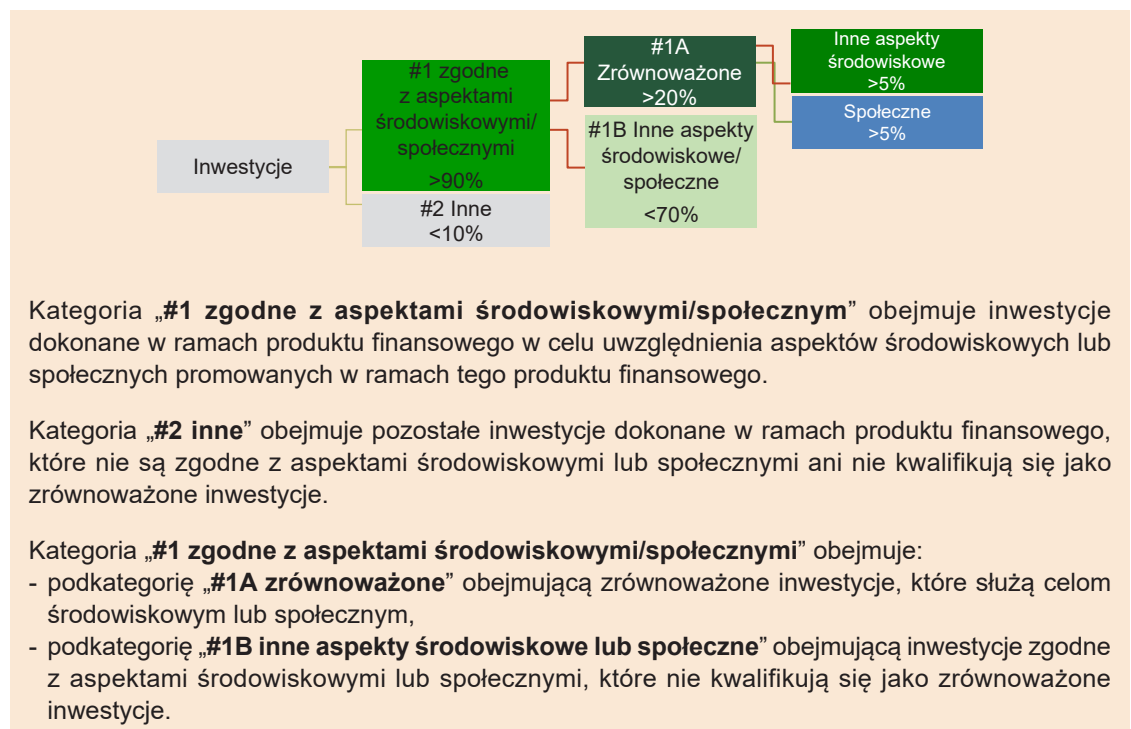 Inwestycje
#1 zgodne
z aspektami
środowiskowymi/
społecznymi
>90%
#2 Inne
<10%
#1A
Zrównoważone
>20%
#1B Inne aspekty
środowiskowe/
społeczne
<70%
Inne aspekty
środowiskowe
>5%
Społeczne
>5%
Kategoria „#1 zgodne z aspektami środowiskowymi/społecznym” obejmuje inwestycje
dokonane w ramach produktu finansowego w celu uwzględnienia aspektów środowiskowych lub
społecznych promowanych w ramach tego produktu finansowego.
Kategoria „#2 inne” obejmuje pozostałe inwestycje dokonane w ramach produktu finansowego,
które nie są zgodne z aspektami środowiskowymi lub społecznymi ani nie kwalifikują się jako
zrównoważone inwestycje.
Kategoria „#1 zgodne z aspektami środowiskowymi/społecznymi” obejmuje:
- podkategorię „#1A zrównoważone” obejmującą zrównoważone inwestycje, które służą celom
środowiskowym lub społecznym,
- podkategorię „#1B inne aspekty środowiskowe lub społeczne” obejmującą inwestycje zgodne
z aspektami środowiskowymi lub społecznymi, które nie kwalifikują się jako zrównoważone
inwestycje.